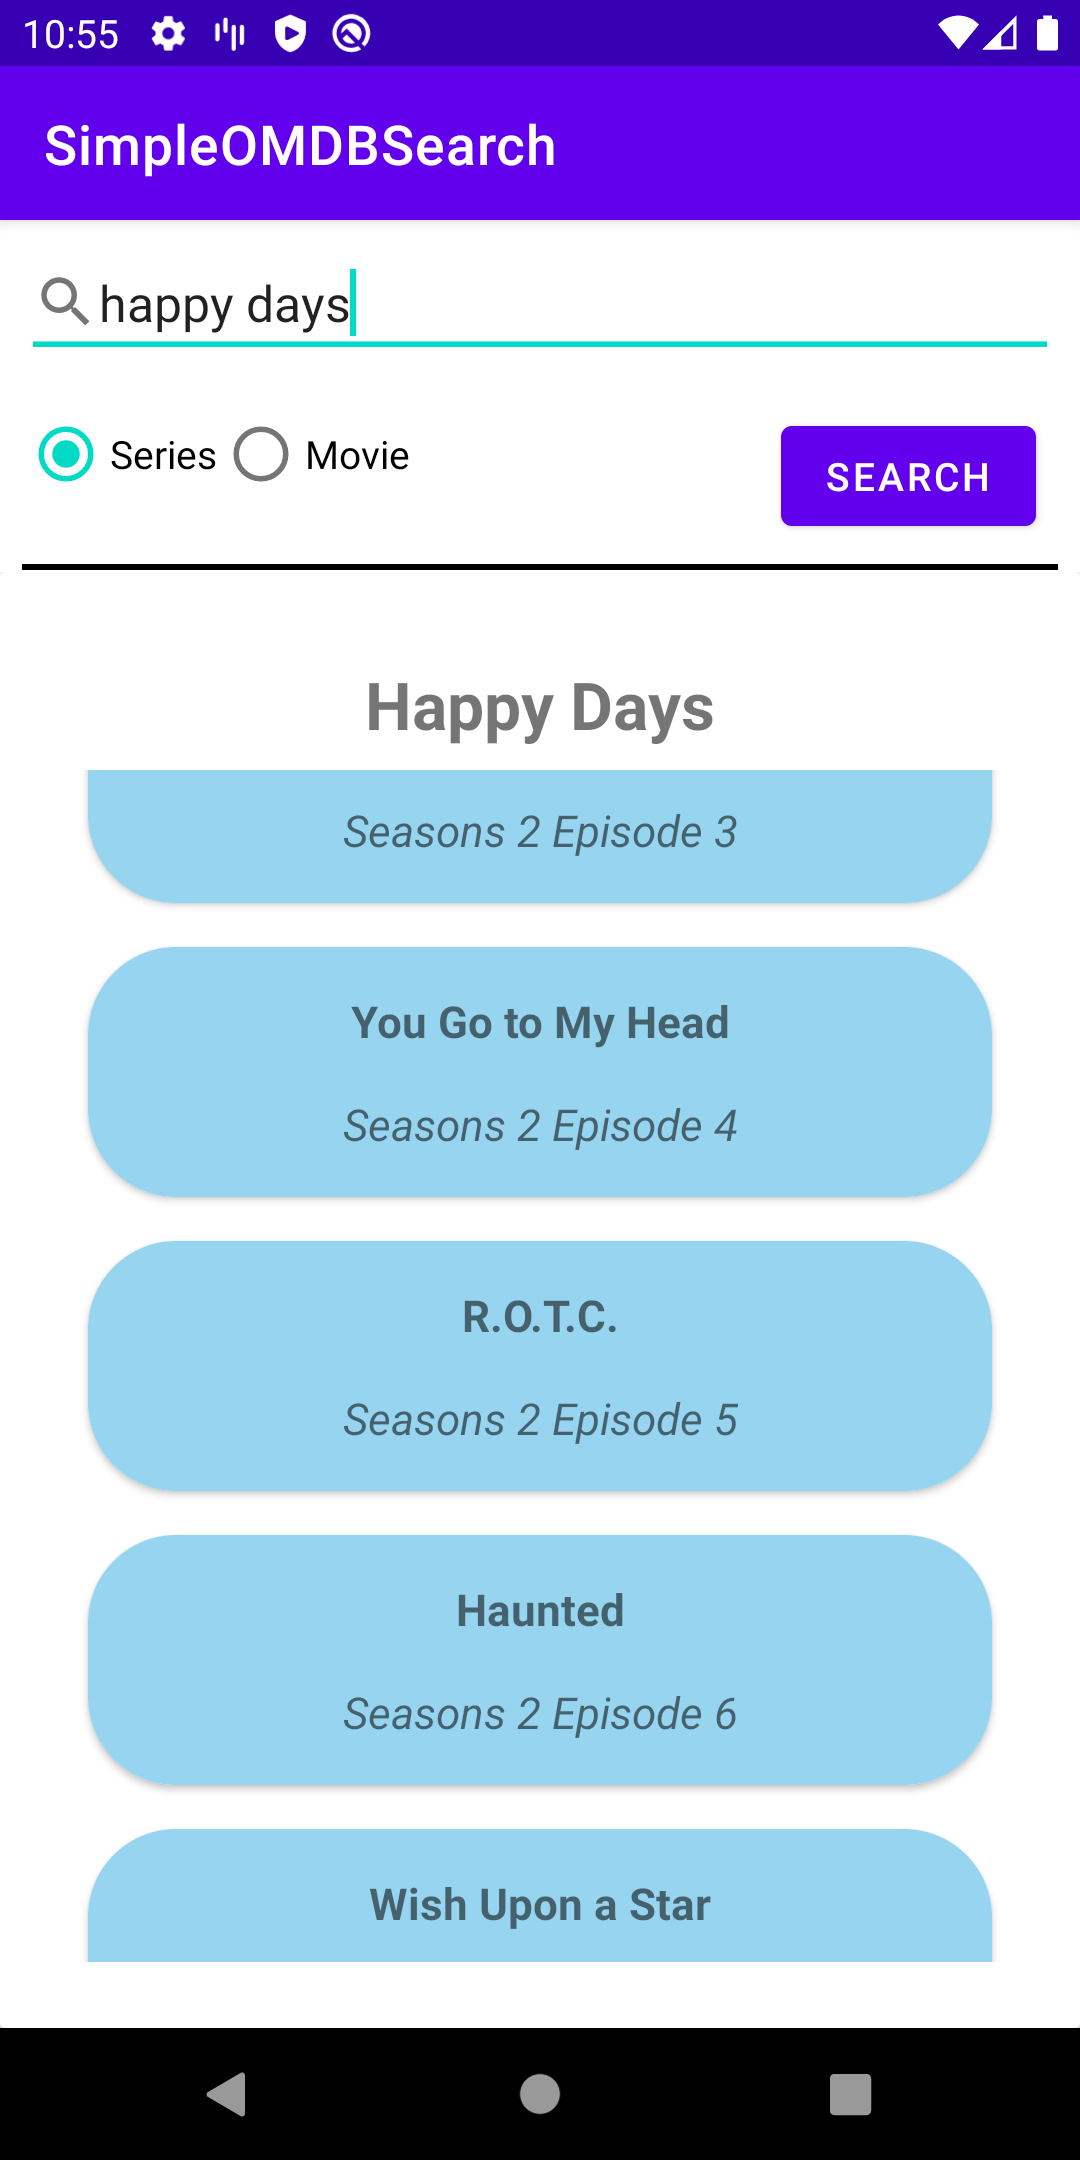 10:55
SimpleOMDBSearch
happy days
Series Movie
SEARCH
Happy Days
Seasons 2 Episode 3
You Go to My Head
Seasons 2 Episode 4
R.O.T.C.
Seasons 2 Episode 5
Haunted
Seasons 2 Episode 6
Wish Upon a Star